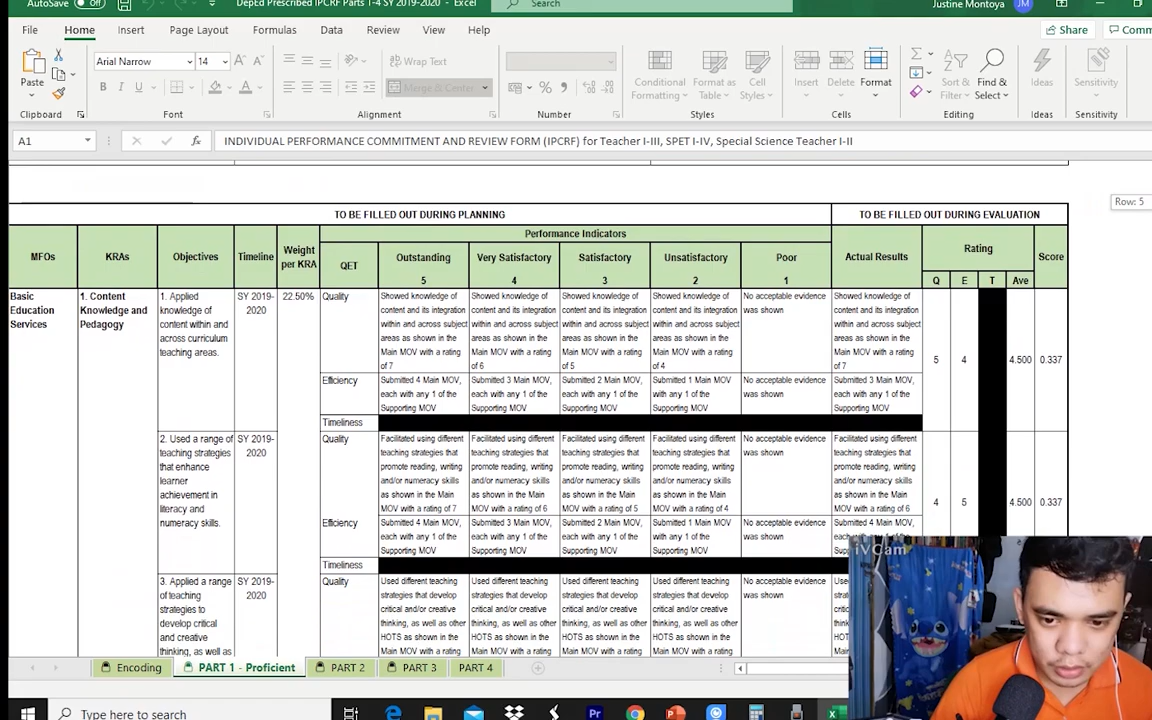 AutoSave Off DepEd Prescribed IPCRF Parts 1-4 SY 2019-2020 - Excel Search Justine Montoya JM
File Home Insert Page Layout Formulas Data Review View Help Share Comm
Arial Narrow 14 A A Wrap Text
Paste B I U A Merge & Center % Conditional Formatting Format as Table Cell Styles Insert Delete Format Sort & Filter Find & Select Ideas Sensitivity
Clipboard Font Alignment Number Styles Cells Editing Ideas Sensitivity
A1 fx INDIVIDUAL PERFORMANCE COMMITMENT AND REVIEW FORM (IPCRF) for Teacher I-III, SPET I-IV, Special Science Teacher I-II
Row: 5
TO BE FILLED OUT DURING PLANNING TO BE FILLED OUT DURING EVALUATION
MFOs KRAs Objectives Timeline Weight per KRA Performance Indicators Actual Results Rating Score
QET Outstanding 5 Very Satisfactory 4 Satisfactory 3 Unsatisfactory 2 Poor 1 Q E T Ave
Basic Education Services
1. Content Knowledge and Pedagogy
1. Applied knowledge of content within and across curriculum teaching areas.
SY 2019-2020
22.50%
Quality
Showed knowledge of content and its integration within and across subject areas as shown in the Main MOV with a rating of 7
Showed knowledge of content and its integration within and across subject areas as shown in the Main MOV with a rating of 6
Showed knowledge of content and its integration within and across subject areas as shown in the Main MOV with a rating of 5
Showed knowledge of content and its integration within and across subject areas as shown in the Main MOV with a rating of 4
No acceptable evidence was shown
Showed knowledge of content and its integration within and across subject areas as shown in the Main MOV with a rating of 7
5 4 4.500 0.337
Efficiency
Submitted 4 Main MOV, each with any 1 of the Supporting MOV
Submitted 3 Main MOV, each with any 1 of the Supporting MOV
Submitted 2 Main MOV, each with any 1 of the Supporting MOV
Submitted 1 Main MOV each with any 1 of the Supporting MOV
No acceptable evidence was shown
Submitted 3 Main MOV, each with any 1 of the Supporting MOV
Timeliness
2. Used a range of teaching strategies that enhance learner achievement in literacy and numeracy skills.
SY 2019-2020
Quality
Facilitated using different teaching strategies that promote reading, writing and/or numeracy skills as shown in the Main MOV with a rating of 7
Facilitated using different teaching strategies that promote reading, writing and/or numeracy skills as shown in the Main MOV with a rating of 6
Facilitated using different teaching strategies that promote reading, writing and/or numeracy skills as shown in the Main MOV with a rating of 5
Facilitated using different teaching strategies that promote reading, writing and/or numeracy skills as shown in the Main MOV with a rating of 4
No acceptable evidence was shown
Facilitated using different teaching strategies that promote reading, writing and/or numeracy skills as shown in the Main MOV with a rating of 6
4 5 4.500 0.337
Efficiency
Submitted 4 Main MOV, each with any 1 of the Supporting MOV
Submitted 3 Main MOV, each with any 1 of the Supporting MOV
Submitted 2 Main MOV, each with any 1 of the Supporting MOV
Submitted 1 Main MOV each with any 1 of the Supporting MOV
No acceptable evidence was shown
Submitted 4 Main MOV,
Timeliness
3. Applied a range of teaching strategies to develop critical and creative thinking, as well as
SY 2019-2020
Quality
Used different teaching strategies that develop critical and/or creative thinking, as well as other HOTS as shown in the Main MOV with a rating
Used different teaching strategies that develop critical and/or creative thinking, as well as other HOTS as shown in the Main MOV with a rating
Used different teaching strategies that develop critical and/or creative thinking, as well as other HOTS as shown in the Main MOV with a rating
Used different teaching strategies that develop critical and/or creative thinking, as well as other HOTS as shown in the Main MOV with a rating
No acceptable evidence was shown
iVCam
Encoding PART 1 - Proficient PART 2 PART 3 PART 4
Type here to search